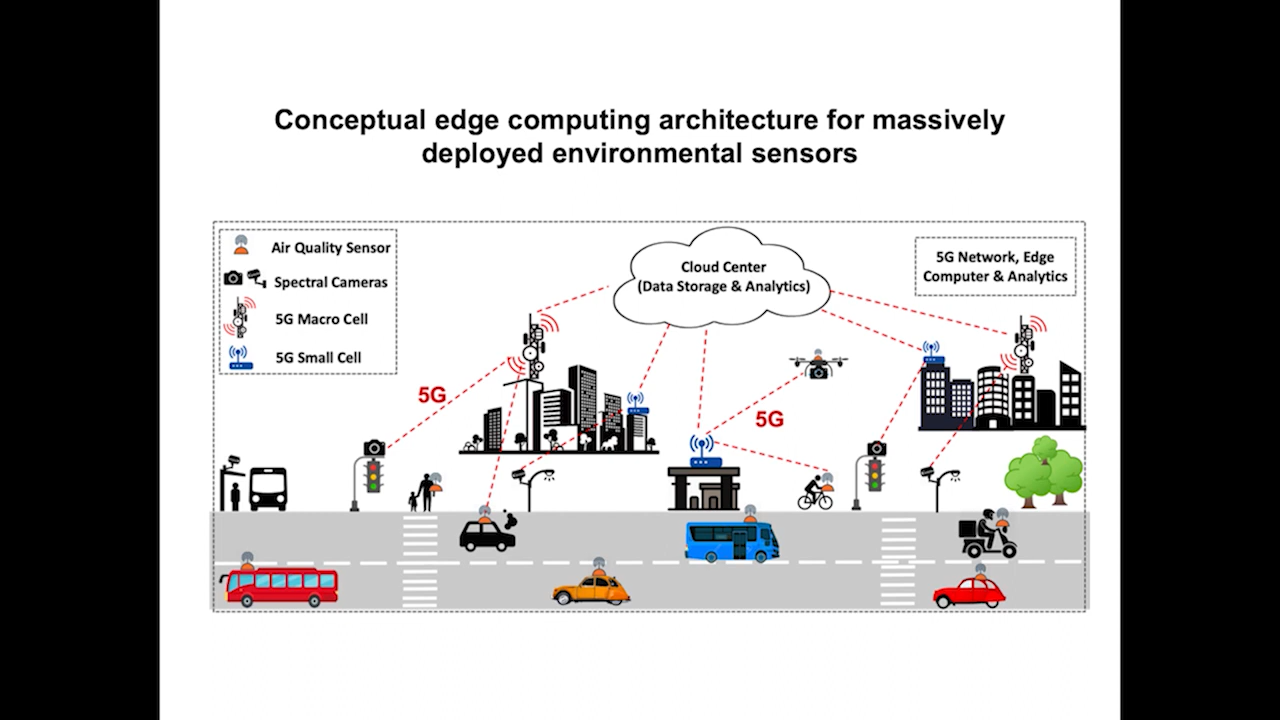 Conceptual edge computing architecture for massively
deployed environmental sensors
Air Quality Sensor
Spectral Cameras
5G Macro Cell
5G Small Cell
Cloud Center
(Data Storage & Analytics)
5G Network, Edge
Computer & Analytics
5G
5G